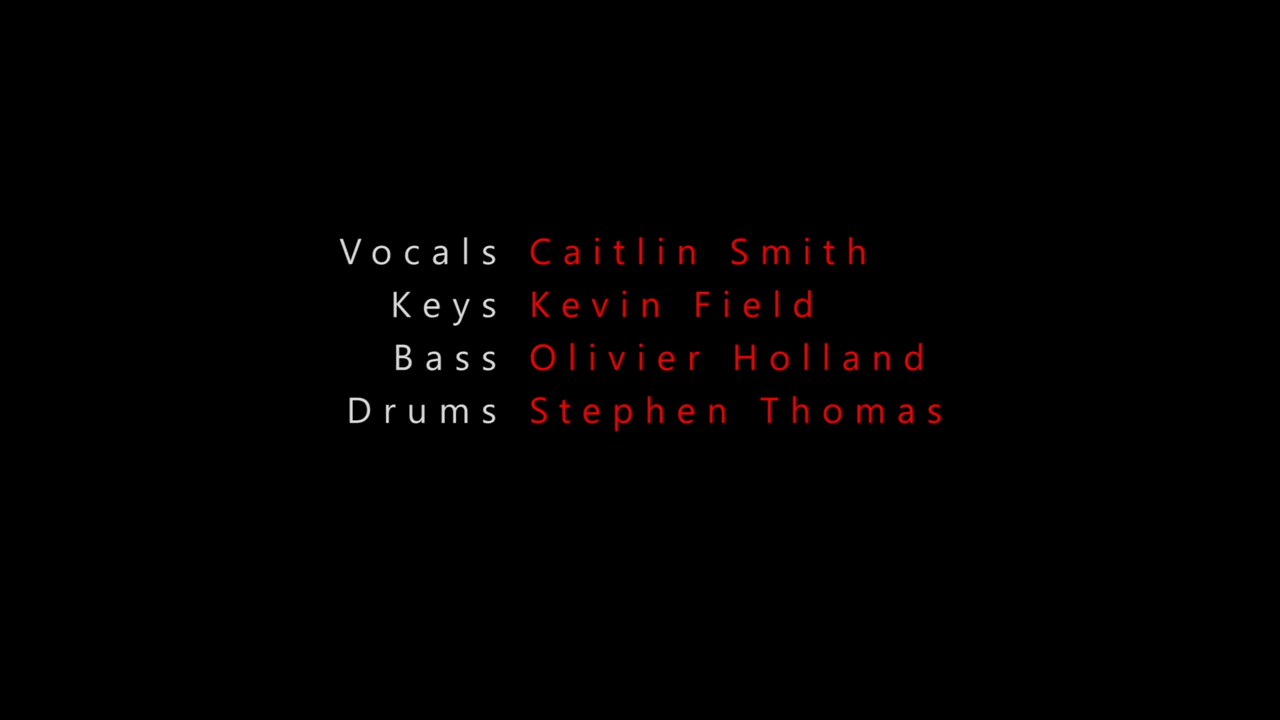 Vocals Caitlin Smith
Keys Kevin Field
Bass Olivier Holland
Drums Stephen Thomas